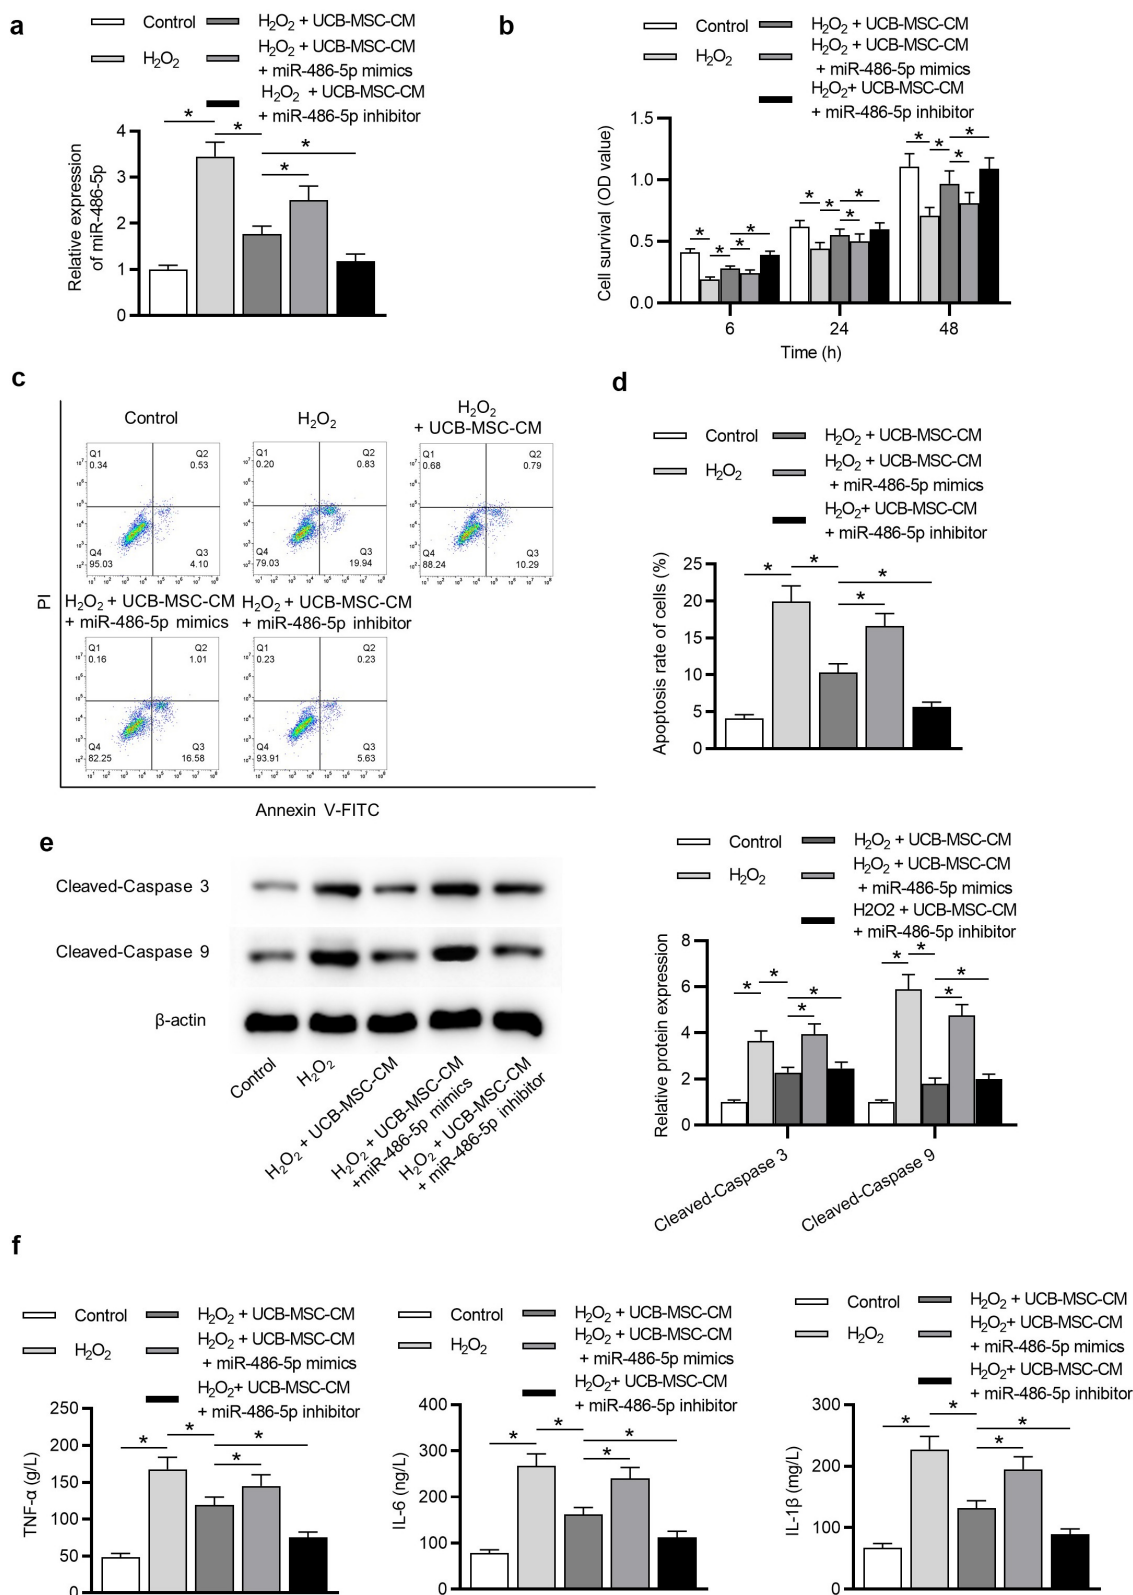 a
Control
H₂O₂ + UCB-MSC-CM
H₂O₂
H₂O₂ + UCB-MSC-CM
+ miR-486-5p mimics
H₂O₂ + UCB-MSC-CM
+ miR-486-5p inhibitor
Relative expression
of miR-486-5p
4
3
2
1
0
* * * *
b
Control
H₂O₂ + UCB-MSC-CM
H₂O₂
H₂O₂ + UCB-MSC-CM
+ miR-486-5p mimics
H₂O₂+ UCB-MSC-CM
+ miR-486-5p inhibitor
Cell survival (OD value)
1.5
1.0
0.5
0.0
* * * *
* * * *
* * * *
6 24 48
Time (h)
c
PI
Control
Q1 Q2
0.34 0.53
Q4 Q3
95.03 4.10
H₂O₂
Q1 Q2
0.20 0.83
Q4 Q3
79.03 19.94
H₂O₂
+ UCB-MSC-CM
Q1 Q2
0.68 0.79
Q4 Q3
88.24 10.29
H₂O₂ + UCB-MSC-CM
+ miR-486-5p mimics
Q1 Q2
0.16 1.01
Q4 Q3
82.25 16.58
H₂O₂ + UCB-MSC-CM
+ miR-486-5p inhibitor
Q1 Q2
0.23 0.23
Q4 Q3
93.91 5.63
Annexin V-FITC
d
Control
H₂O₂ + UCB-MSC-CM
H₂O₂
H₂O₂ + UCB-MSC-CM
+ miR-486-5p mimics
H₂O₂+ UCB-MSC-CM
+ miR-486-5p inhibitor
Apoptosis rate of cells (%)
25
20
15
10
5
0
* * * *
e
Cleaved-Caspase 3
Cleaved-Caspase 9
β-actin
Control
H₂O₂
H₂O₂ + UCB-MSC-CM
H₂O₂ + UCB-MSC-CM
+miR-486-5p mimics
H₂O₂ + UCB-MSC-CM
+ miR-486-5p inhibitor
Control
H₂O₂ + UCB-MSC-CM
H₂O₂
H₂O₂ + UCB-MSC-CM
+ miR-486-5p mimics
H2O2 + UCB-MSC-CM
+ miR-486-5p inhibitor
Relative protein expression
8
6
4
2
0
* * * *
* * * *
Cleaved-Caspase 3
Cleaved-Caspase 9
f
Control
H₂O₂ + UCB-MSC-CM
H₂O₂
H₂O₂ + UCB-MSC-CM
+ miR-486-5p mimics
H₂O₂+ UCB-MSC-CM
+ miR-486-5p inhibitor
TNF-α (g/L)
250
200
150
100
50
0
* * * *
Control
H₂O₂ + UCB-MSC-CM
H₂O₂
H₂O₂ + UCB-MSC-CM
+ miR-486-5p mimics
H₂O₂+ UCB-MSC-CM
+ miR-486-5p inhibitor
IL-6 (ng/L)
400
300
200
100
0
* * * *
Control
H₂O₂ + UCB-MSC-CM
H₂O₂
H₂O₂+ UCB-MSC-CM
+ miR-486-5p mimics
H₂O₂+ UCB-MSC-CM
+ miR-486-5p inhibitor
IL-1β (mg/L)
300
200
100
0
* * * *